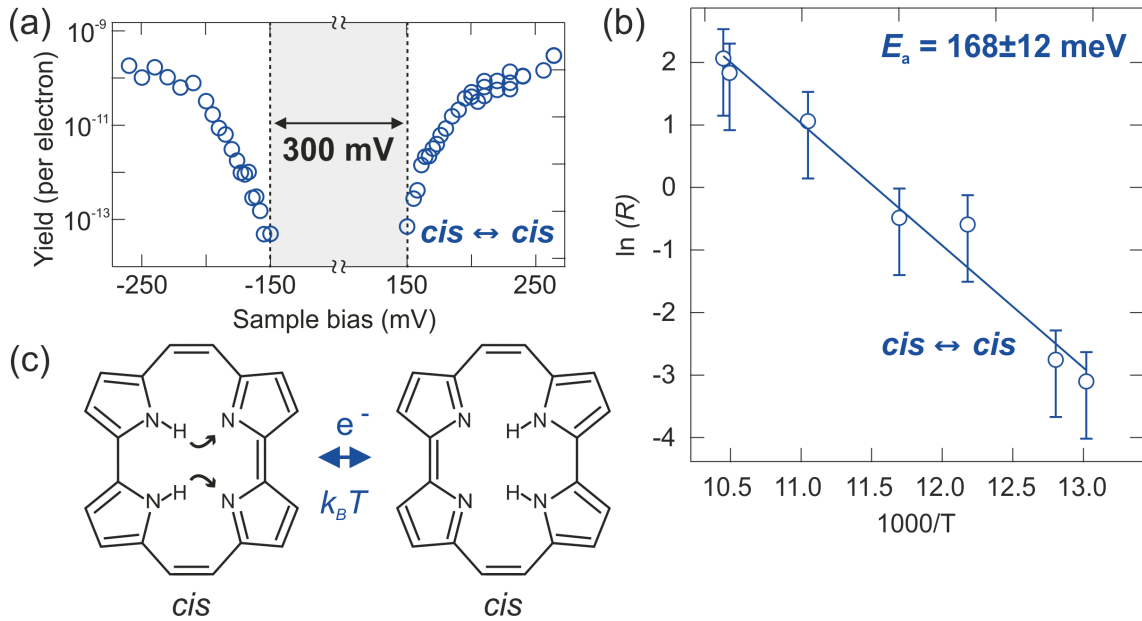 (a)
10⁻⁹
10⁻¹¹
10⁻¹³
Yield (per electron)
300 mV
cis ↔ cis
-250
-150
150
250
Sample bias (mV)
(b)
Eₐ = 168±12 meV
2
1
0
-1
-2
-3
-4
ln (R)
cis ↔ cis
10.5
11.0
11.5
12.0
12.5
13.0
1000/T
(c)
N
H
N
N
H
N
cis
e⁻
k_BT
N
H
N
N
H
N
cis